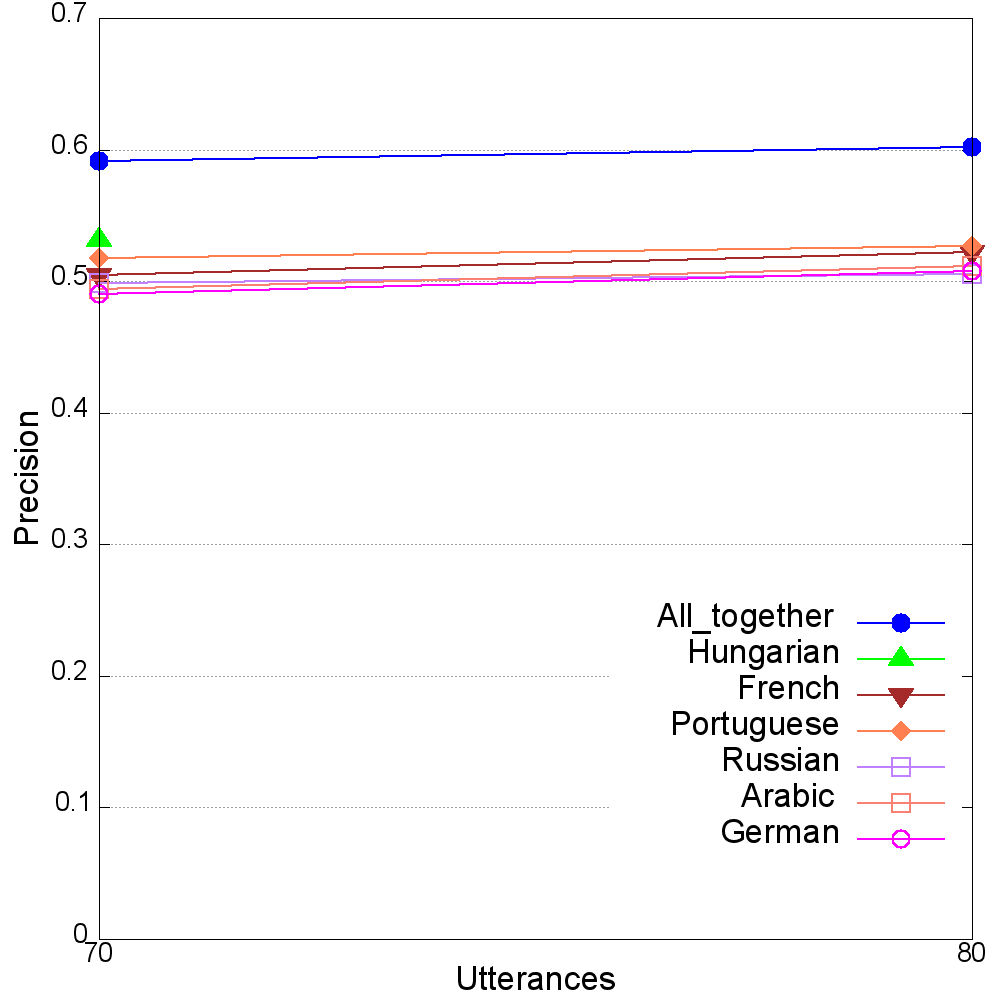 0.7
0.6
0.5
0.4
0.3
0.2
0.1
0
Precision
All_together
Hungarian
French
Portuguese
Russian
Arabic
German
70
80
Utterances